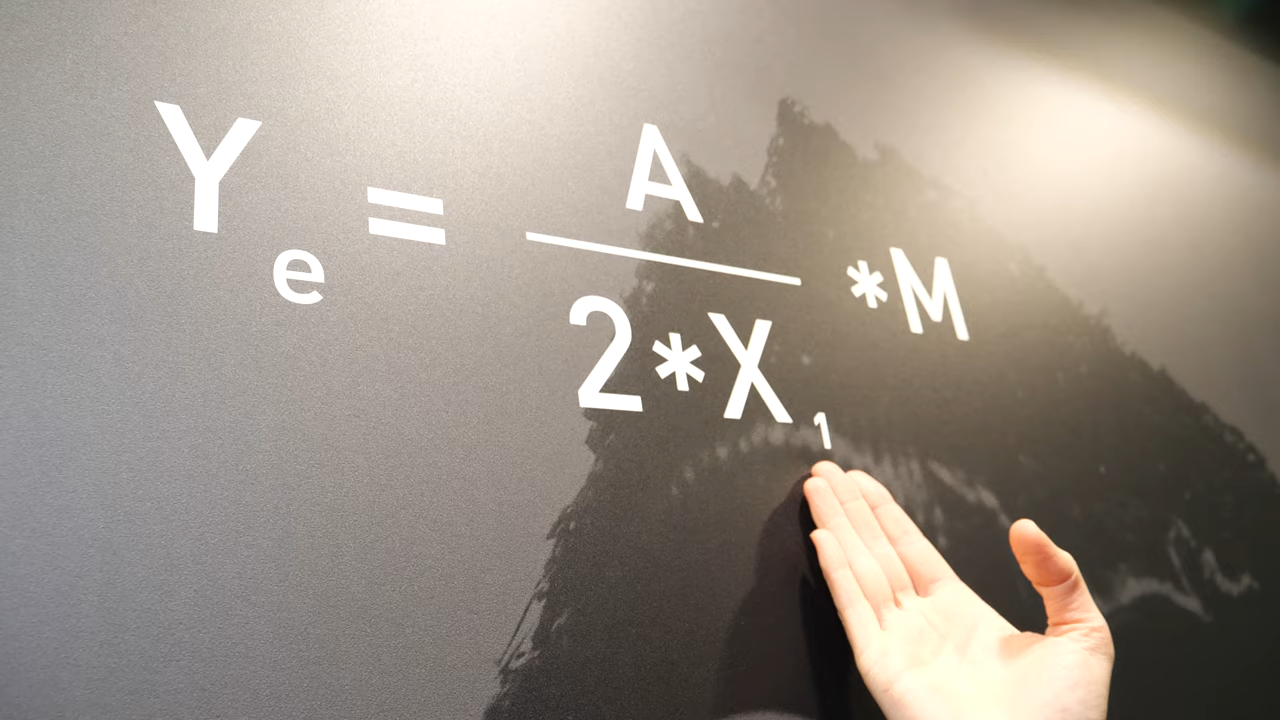 Yₑ = A / 2*X₁ *M